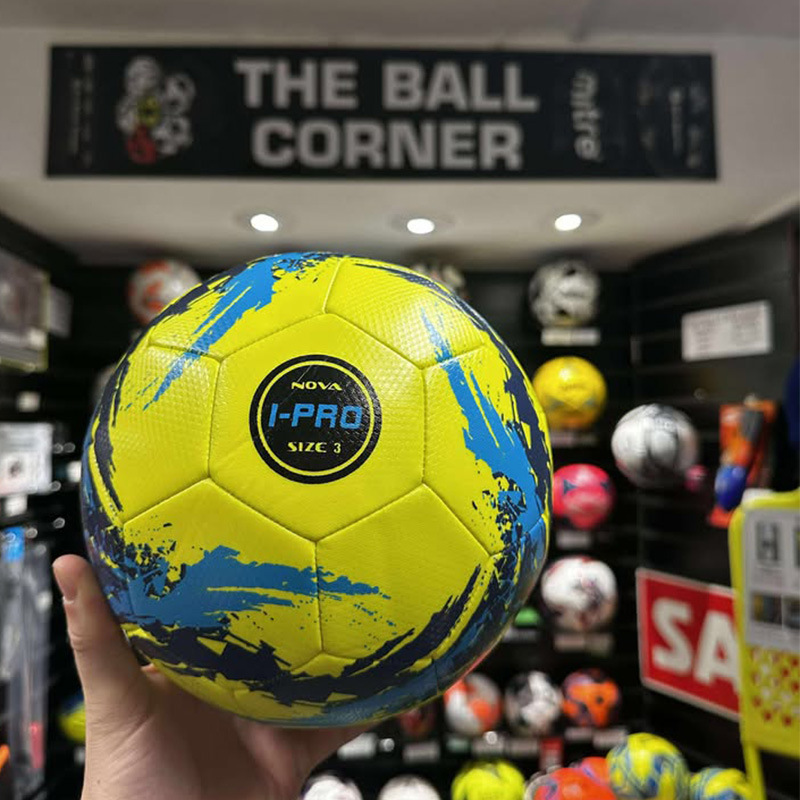 THE BALL
CORNER
mitre
NOVA
I-PRO
SIZE 3
SA